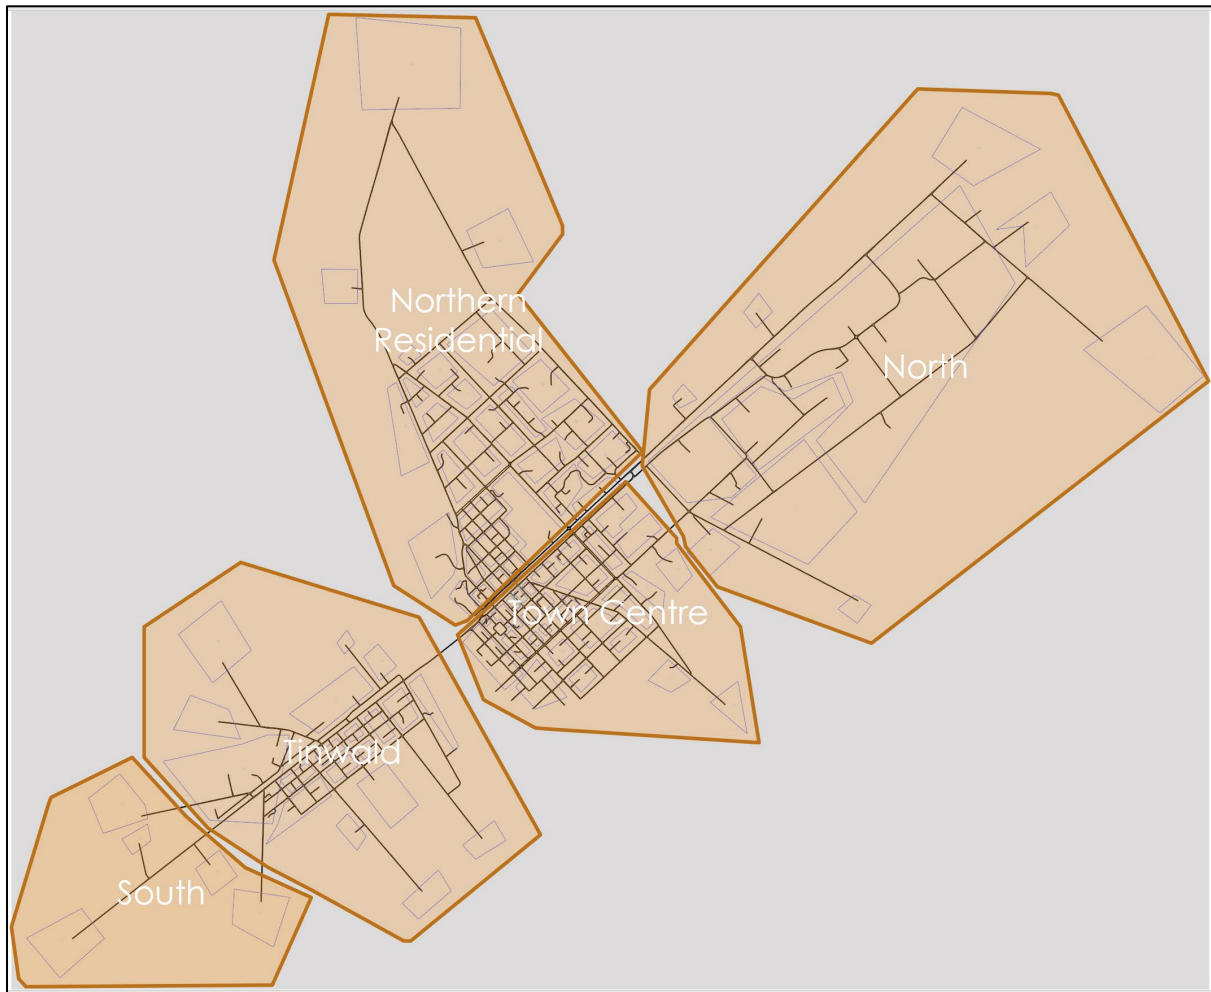 Northern
Residential
North
Town Centre
Tinwald
South